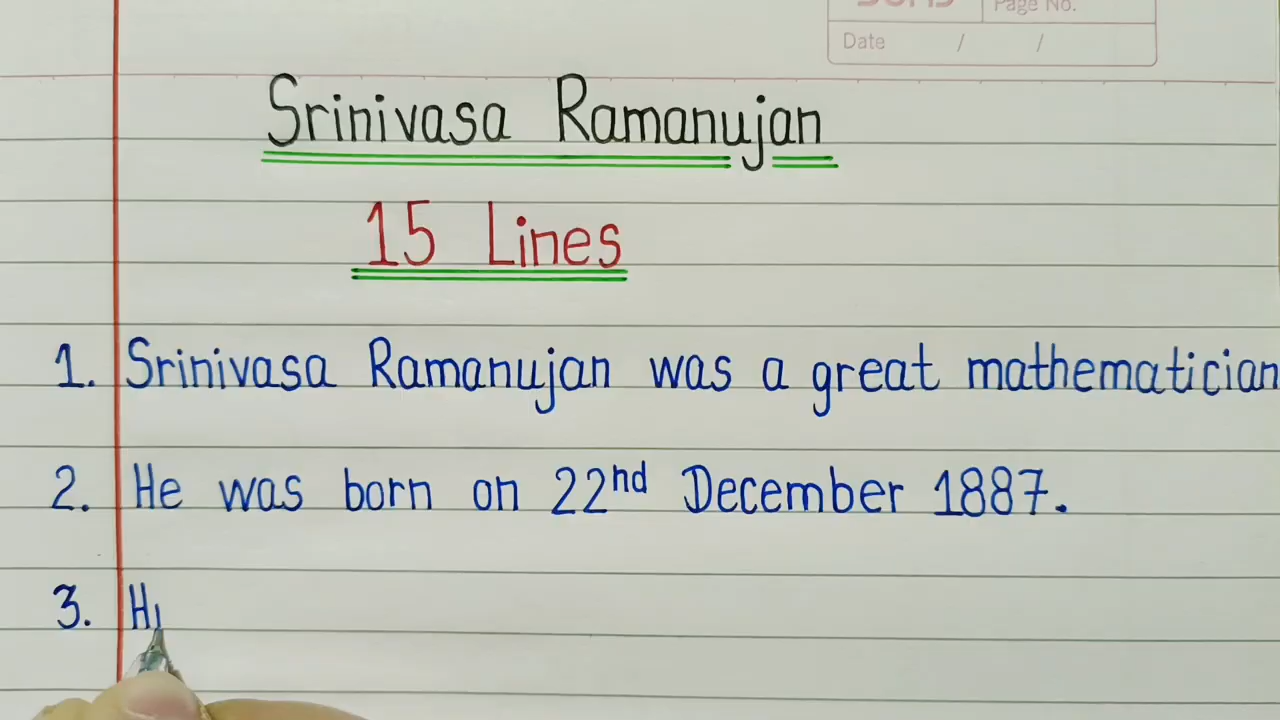 Page No.
Date / /
Srinivasa Ramanujan
15 Lines
1. Srinivasa Ramanujan was a great mathematician
2. He was born on 22nd December 1887.
3. Hi